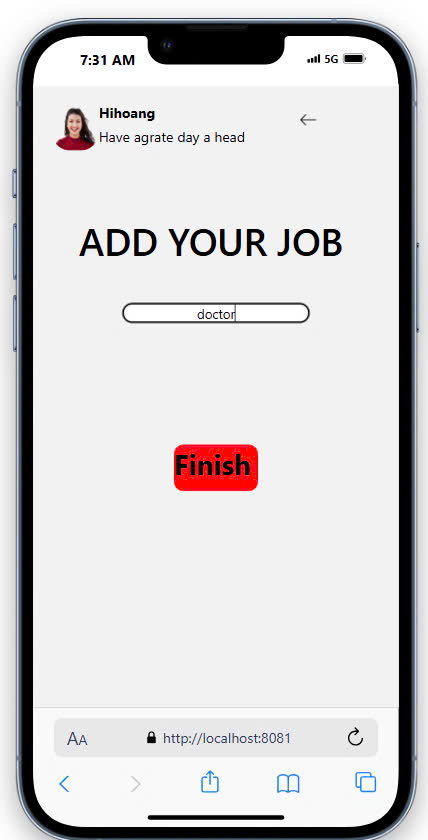 7:31 AM 5G
Hihoang
Have agrate day a head
ADD YOUR JOB
doctor
Finish
AA http://localhost:8081